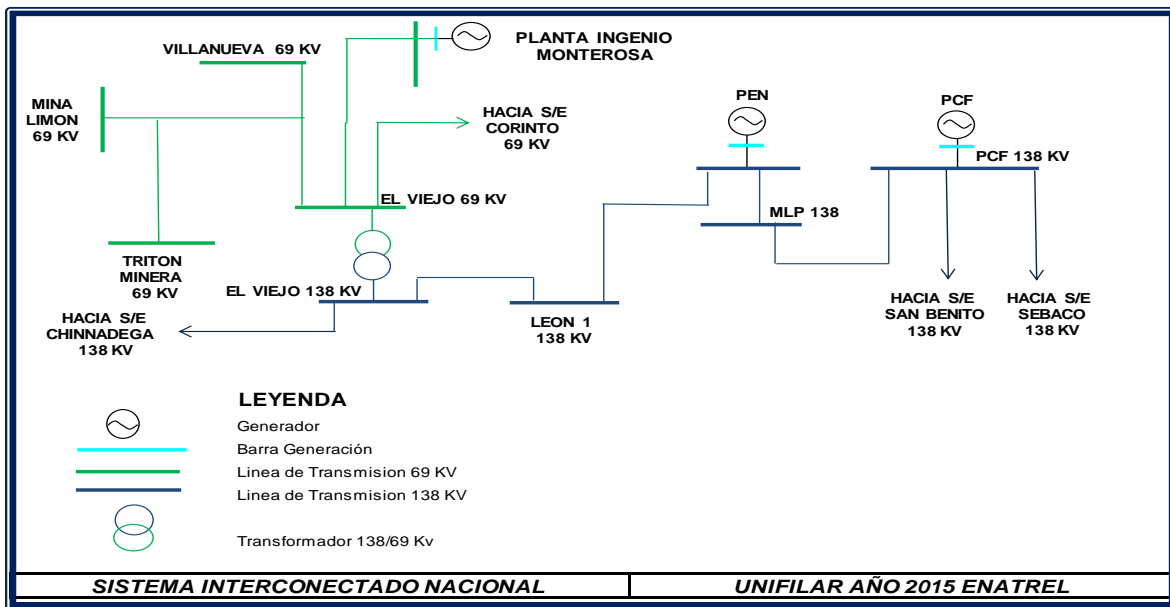 PLANTA INGENIO
MONTEROSA
VILLANUEVA 69 KV
MINA
LIMON
69 KV
HACIA S/E
CORINTO
69 KV
PEN
PCF
PCF 138 KV
EL VIEJO 69 KV
MLP 138
TRITON
MINERA
69 KV
EL VIEJO 138 KV
HACIA S/E
CHINNADEGA
138 KV
LEON 1
138 KV
HACIA S/E
SAN BENITO
138 KV
HACIA S/E
SEBACO
138 KV
LEYENDA
Generador
Barra Generación
Linea de Transmision 69 KV
Linea de Transmision 138 KV
Transformador 138/69 Kv
SISTEMA INTERCONECTADO NACIONAL
UNIFILAR AÑO 2015 ENATREL